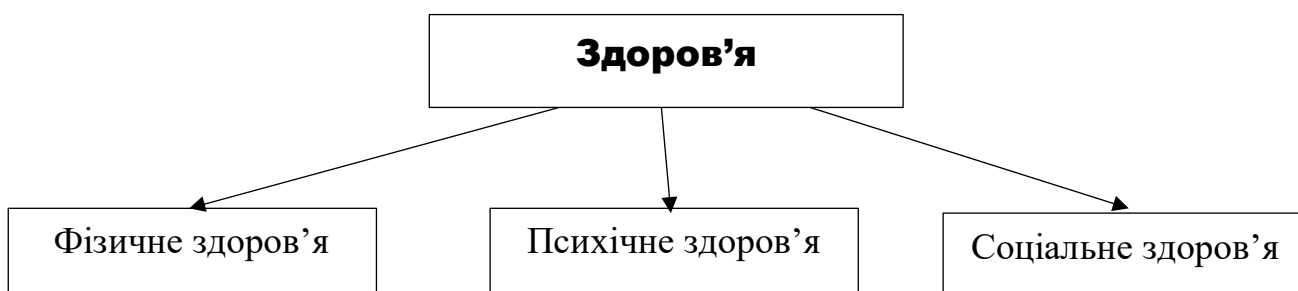 Здоров’я
Фізичне здоров’я
Психічне здоров’я
Соціальне здоров’я